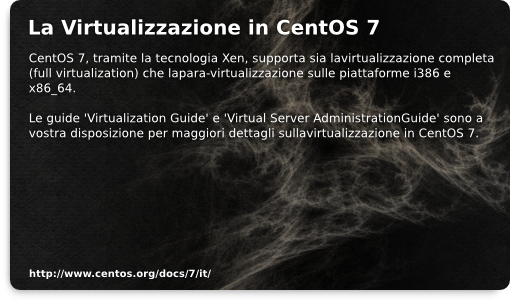 La Virtualizzazione in CentOS 7
CentOS 7, tramite la tecnologia Xen, supporta sia lavirtualizzazione completa
(full virtualization) che lapara-virtualizzazione sulle piattaforme i386 e
x86_64.
Le guide 'Virtualization Guide' e 'Virtual Server AdministrationGuide' sono a
vostra disposizione per maggiori dettagli sullavirtualizzazione in CentOS 7.
http://www.centos.org/docs/7/it/